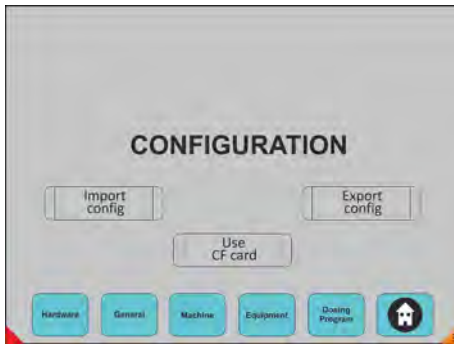 CONFIGURATION
Import
config
Export
config
Use
CF card
Hardware
General
Machine
Equipment
Dosing
Program